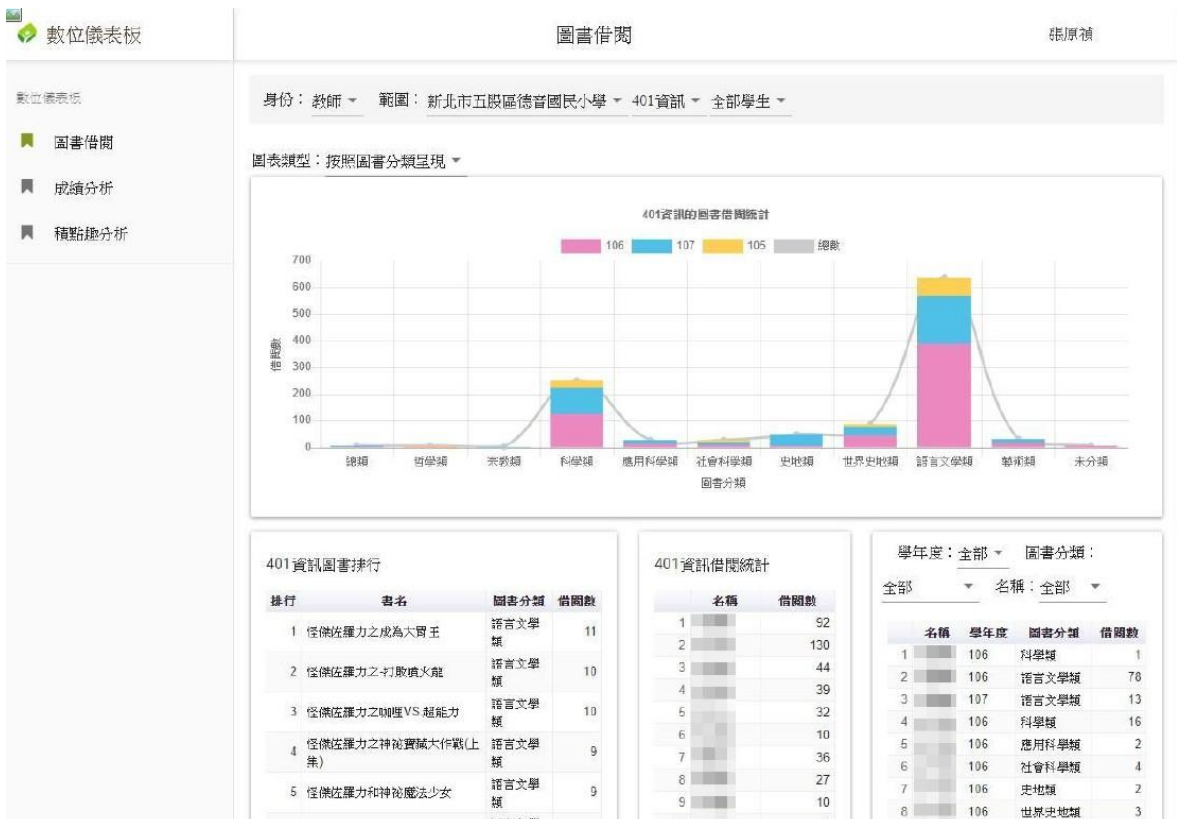 數位儀表板
圖書借閱
張原禎
數位儀表板
圖書借閱
成績分析
積點趣分析
身份：教師 範圍：新北市五股區德音國民小學 401資訊 全部學生
圖表類型：按照圖書分類呈現
401資訊的圖書借閱統計
106 107 105 總數
700
600
500
400
300
200
100
0
借閱數
總類 哲學類 宗教類 科學類 應用科學類 社會科學類 史地類 世界史地類 語言文學類 藝術類 未分類
圖書分類
401資訊圖書排行
排行 書名 圖書分類 借閱數
1 怪傑佐羅力之成為大胃王 語言文學類 11
2 怪傑佐羅力之打敗噴火龍 語言文學類 10
3 怪傑佐羅力之咖哩VS.超能力 語言文學類 10
4 怪傑佐羅力之神祕寶藏大作戰(上集) 語言文學類 9
5 怪傑佐羅力和神祕魔法少女 語言文學類 9
401資訊借閱統計
名稱 借閱數
1 92
2 130
3 44
4 39
5 32
6 10
7 36
8 27
9 10
學年度：全部 圖書分類：
全部 名稱：全部
名稱 學年度 圖書分類 借閱數
1 106 科學類 1
2 106 語言文學類 78
3 107 語言文學類 13
4 106 科學類 16
5 106 應用科學類 2
6 106 社會科學類 4
7 106 史地類 2
8 106 世界史地類 3